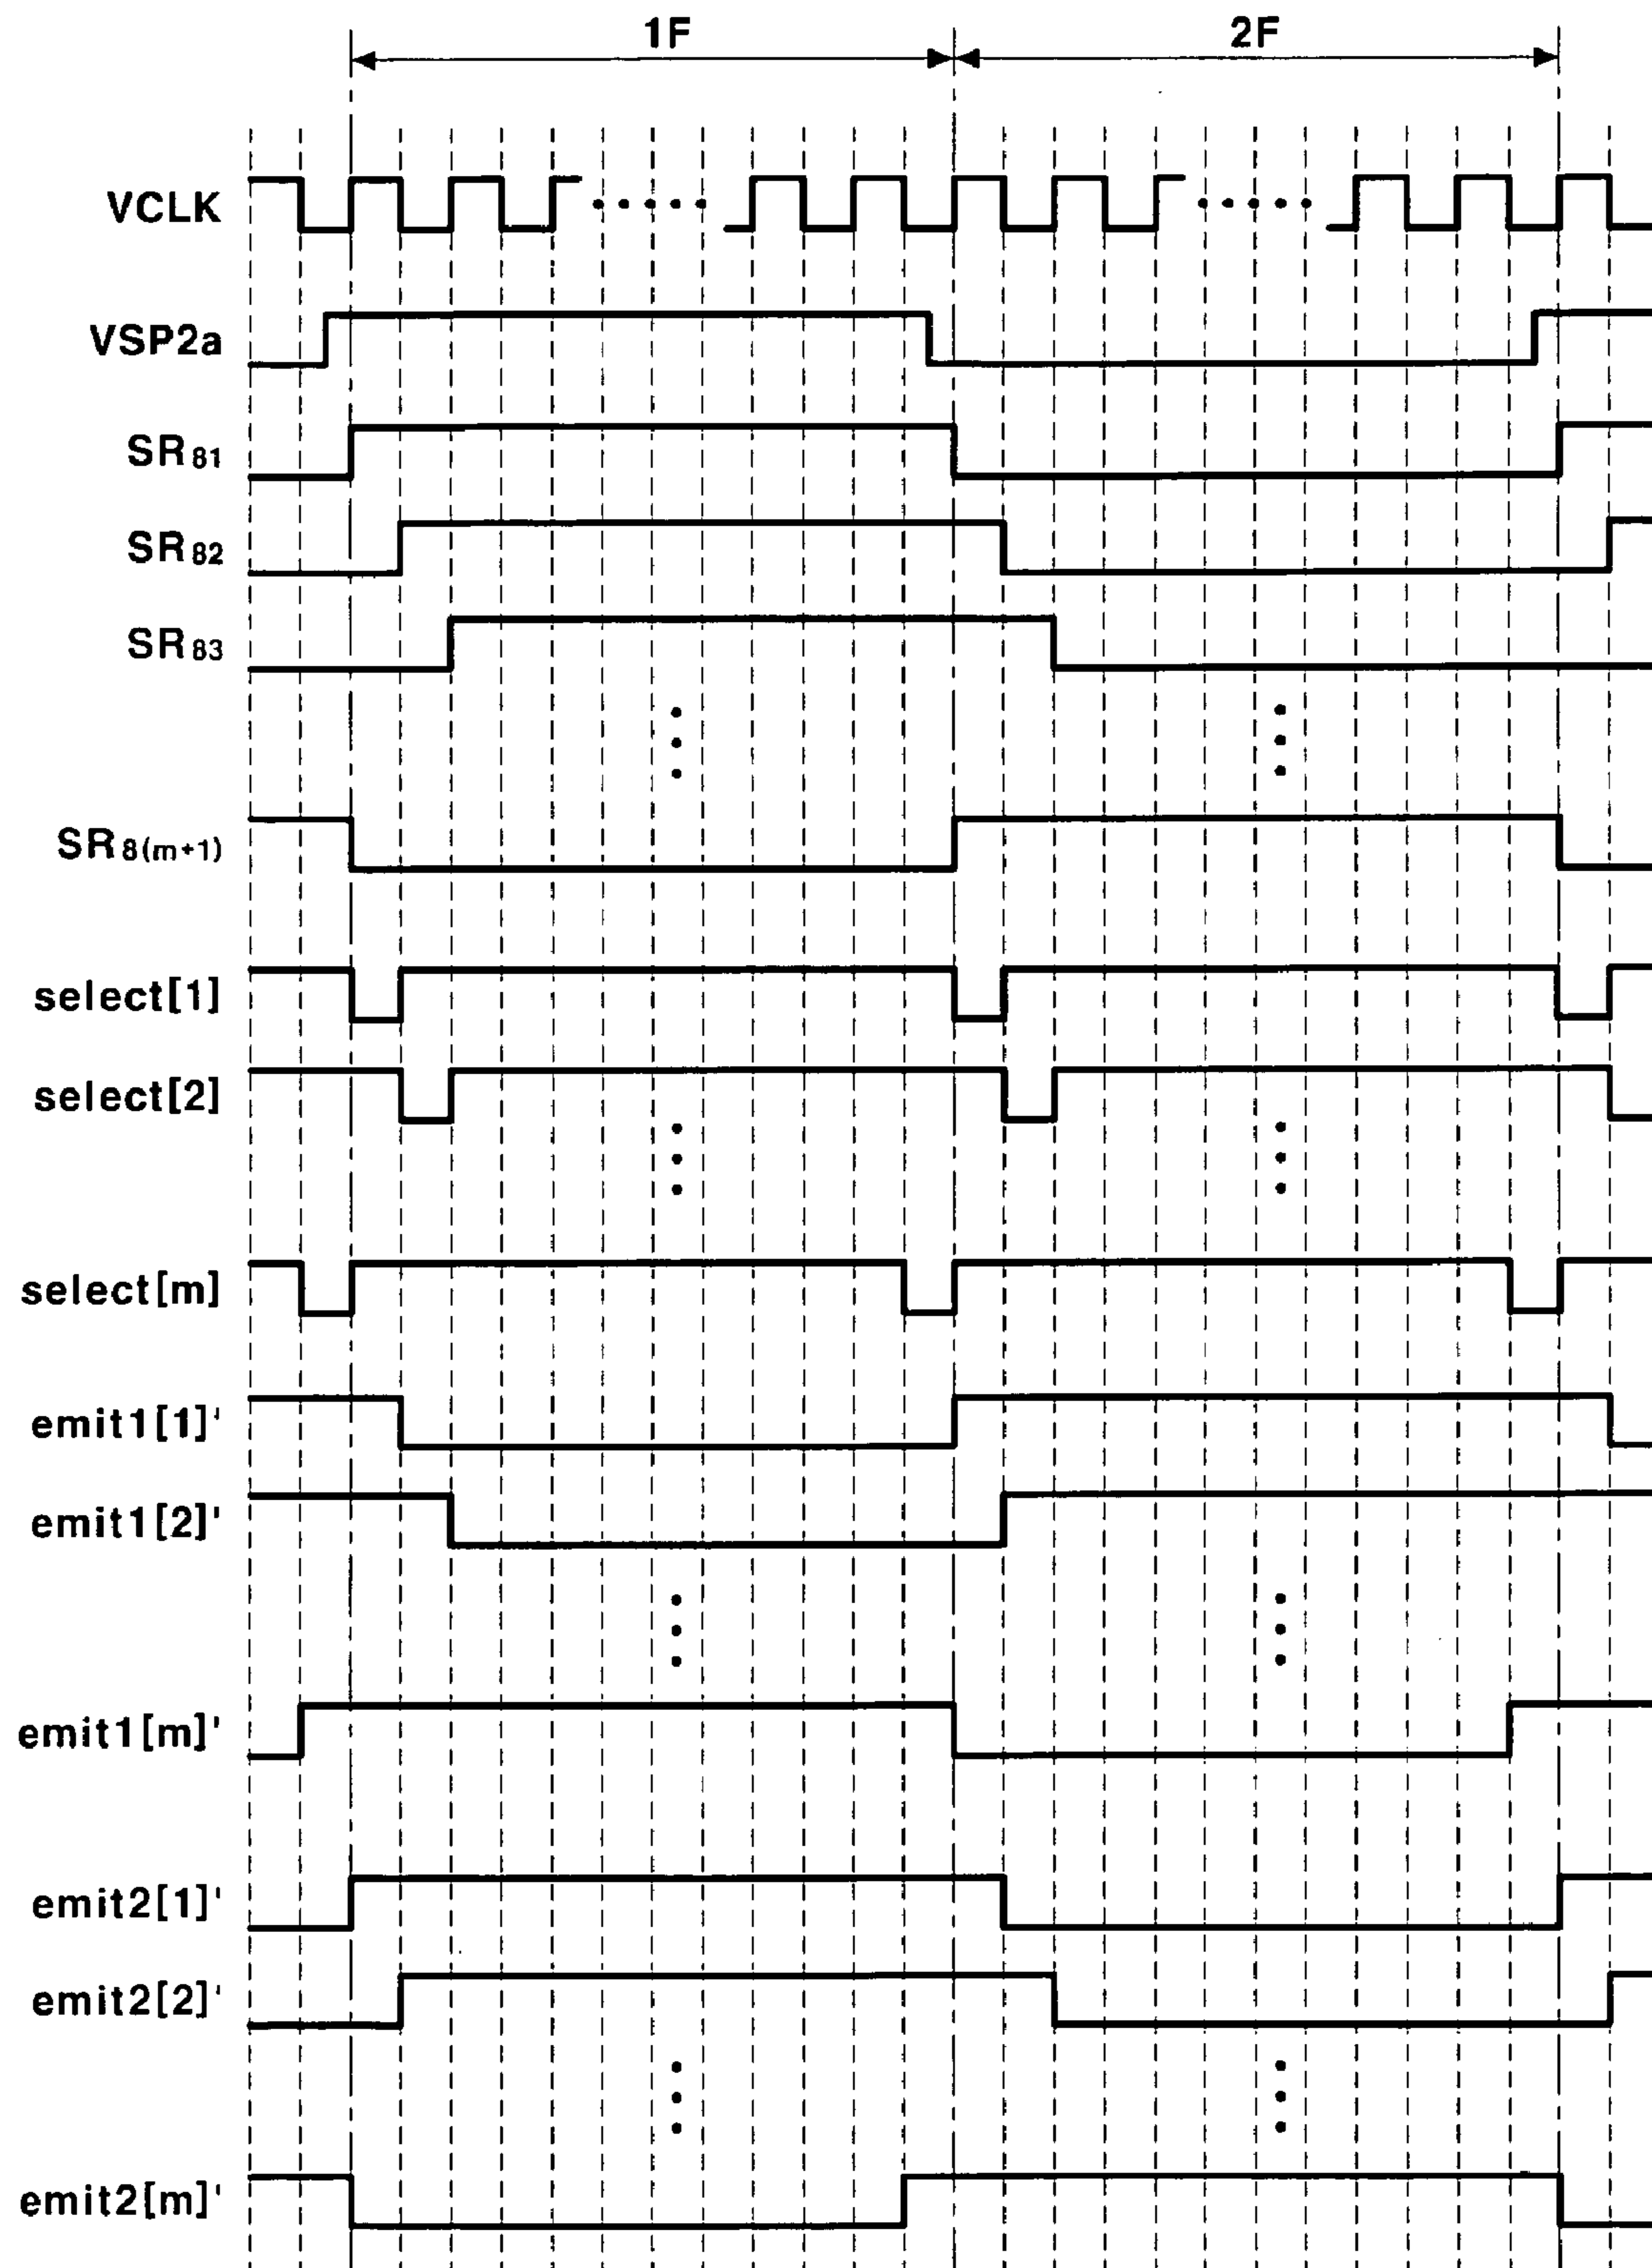 1F 2F
VCLK
VSP2a
SR81
SR82
SR83
SR8(m+1)
select[1]
select[2]
select[m]
emit1[1]'
emit1[2]'
emit1[m]'
emit2[1]'
emit2[2]'
emit2[m]'